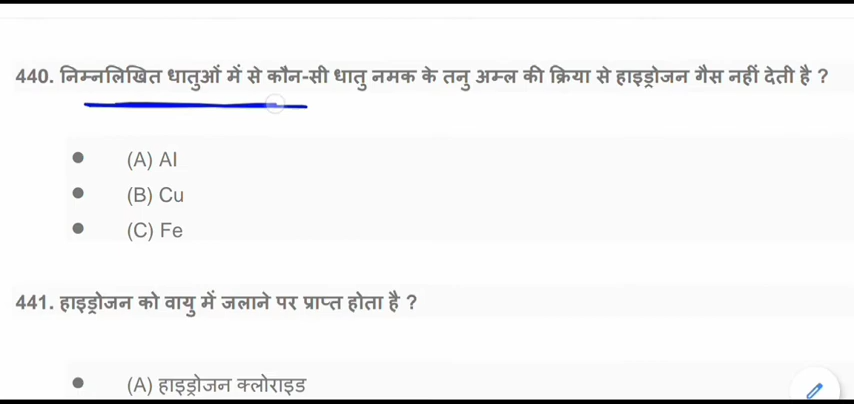 440. निम्नलिखित धातुओं में से कौन-सी धातु नमक के तनु अम्ल की क्रिया से हाइड्रोजन गैस नहीं देती है ?
(A) Al
(B) Cu
(C) Fe
441. हाइड्रोजन को वायु में जलाने पर प्राप्त होता है ?
(A) हाइड्रोजन क्लोराइड